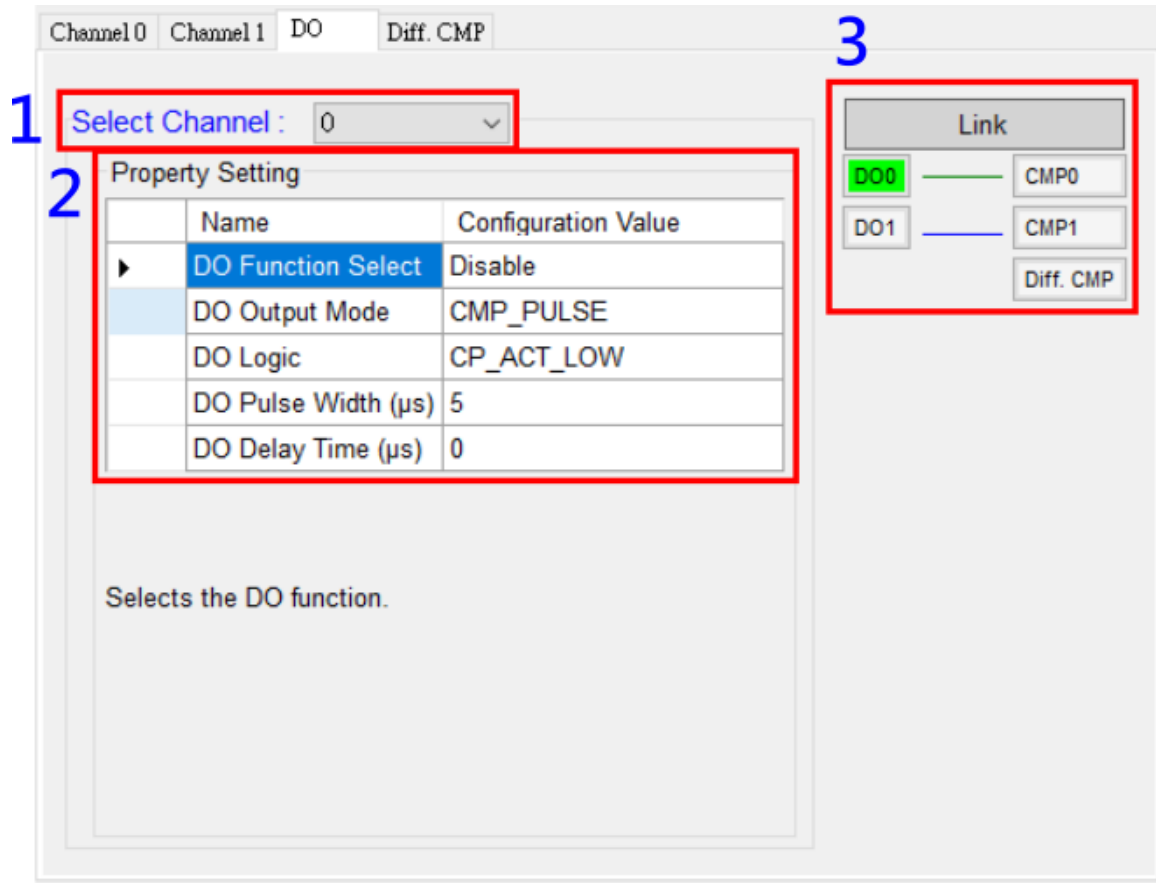 Channel 0 Channel 1 DO Diff. CMP
3
1 Select Channel : 0
Link
2 Property Setting
DO0 CMP0
Name Configuration Value
DO1 CMP1
DO Function Select Disable
Diff. CMP
DO Output Mode CMP_PULSE
DO Logic CP_ACT_LOW
DO Pulse Width (µs) 5
DO Delay Time (µs) 0
Selects the DO function.